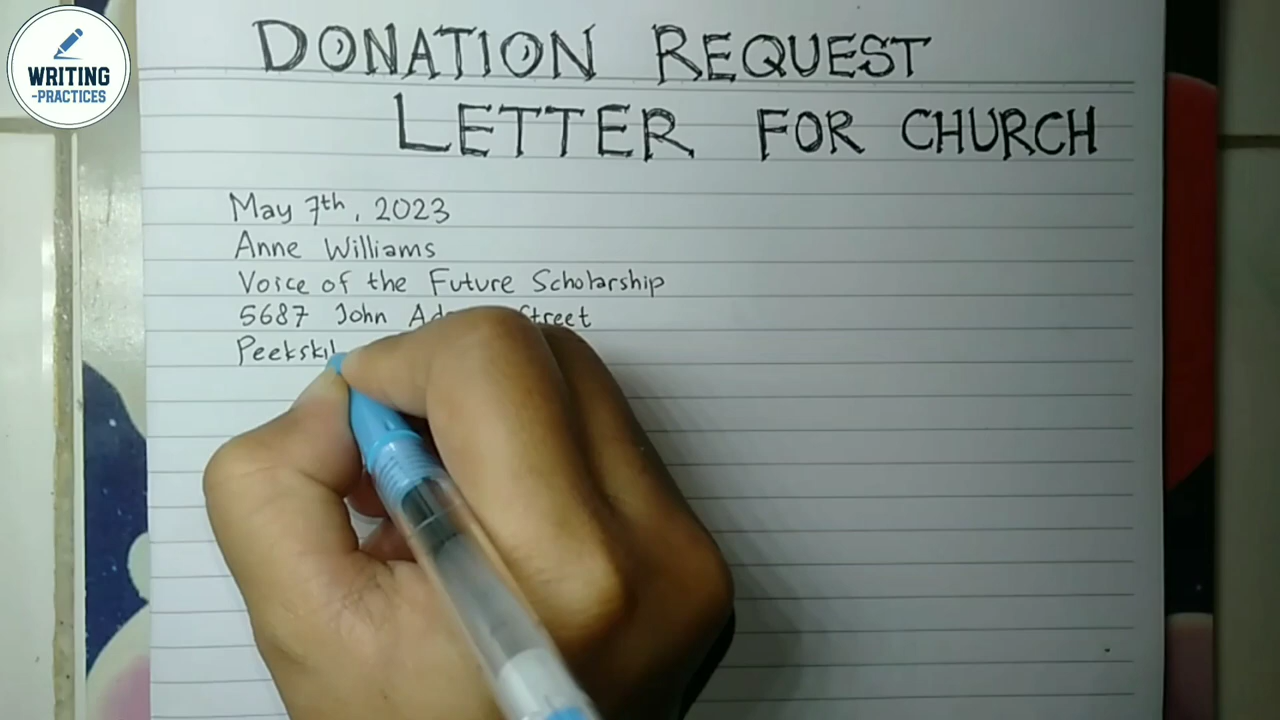 WRITING
-PRACTICES
DONATION REQUEST
LETTER FOR CHURCH
May 7th, 2023
Anne Williams
Voice of the Future Scholarship
5687 John Street